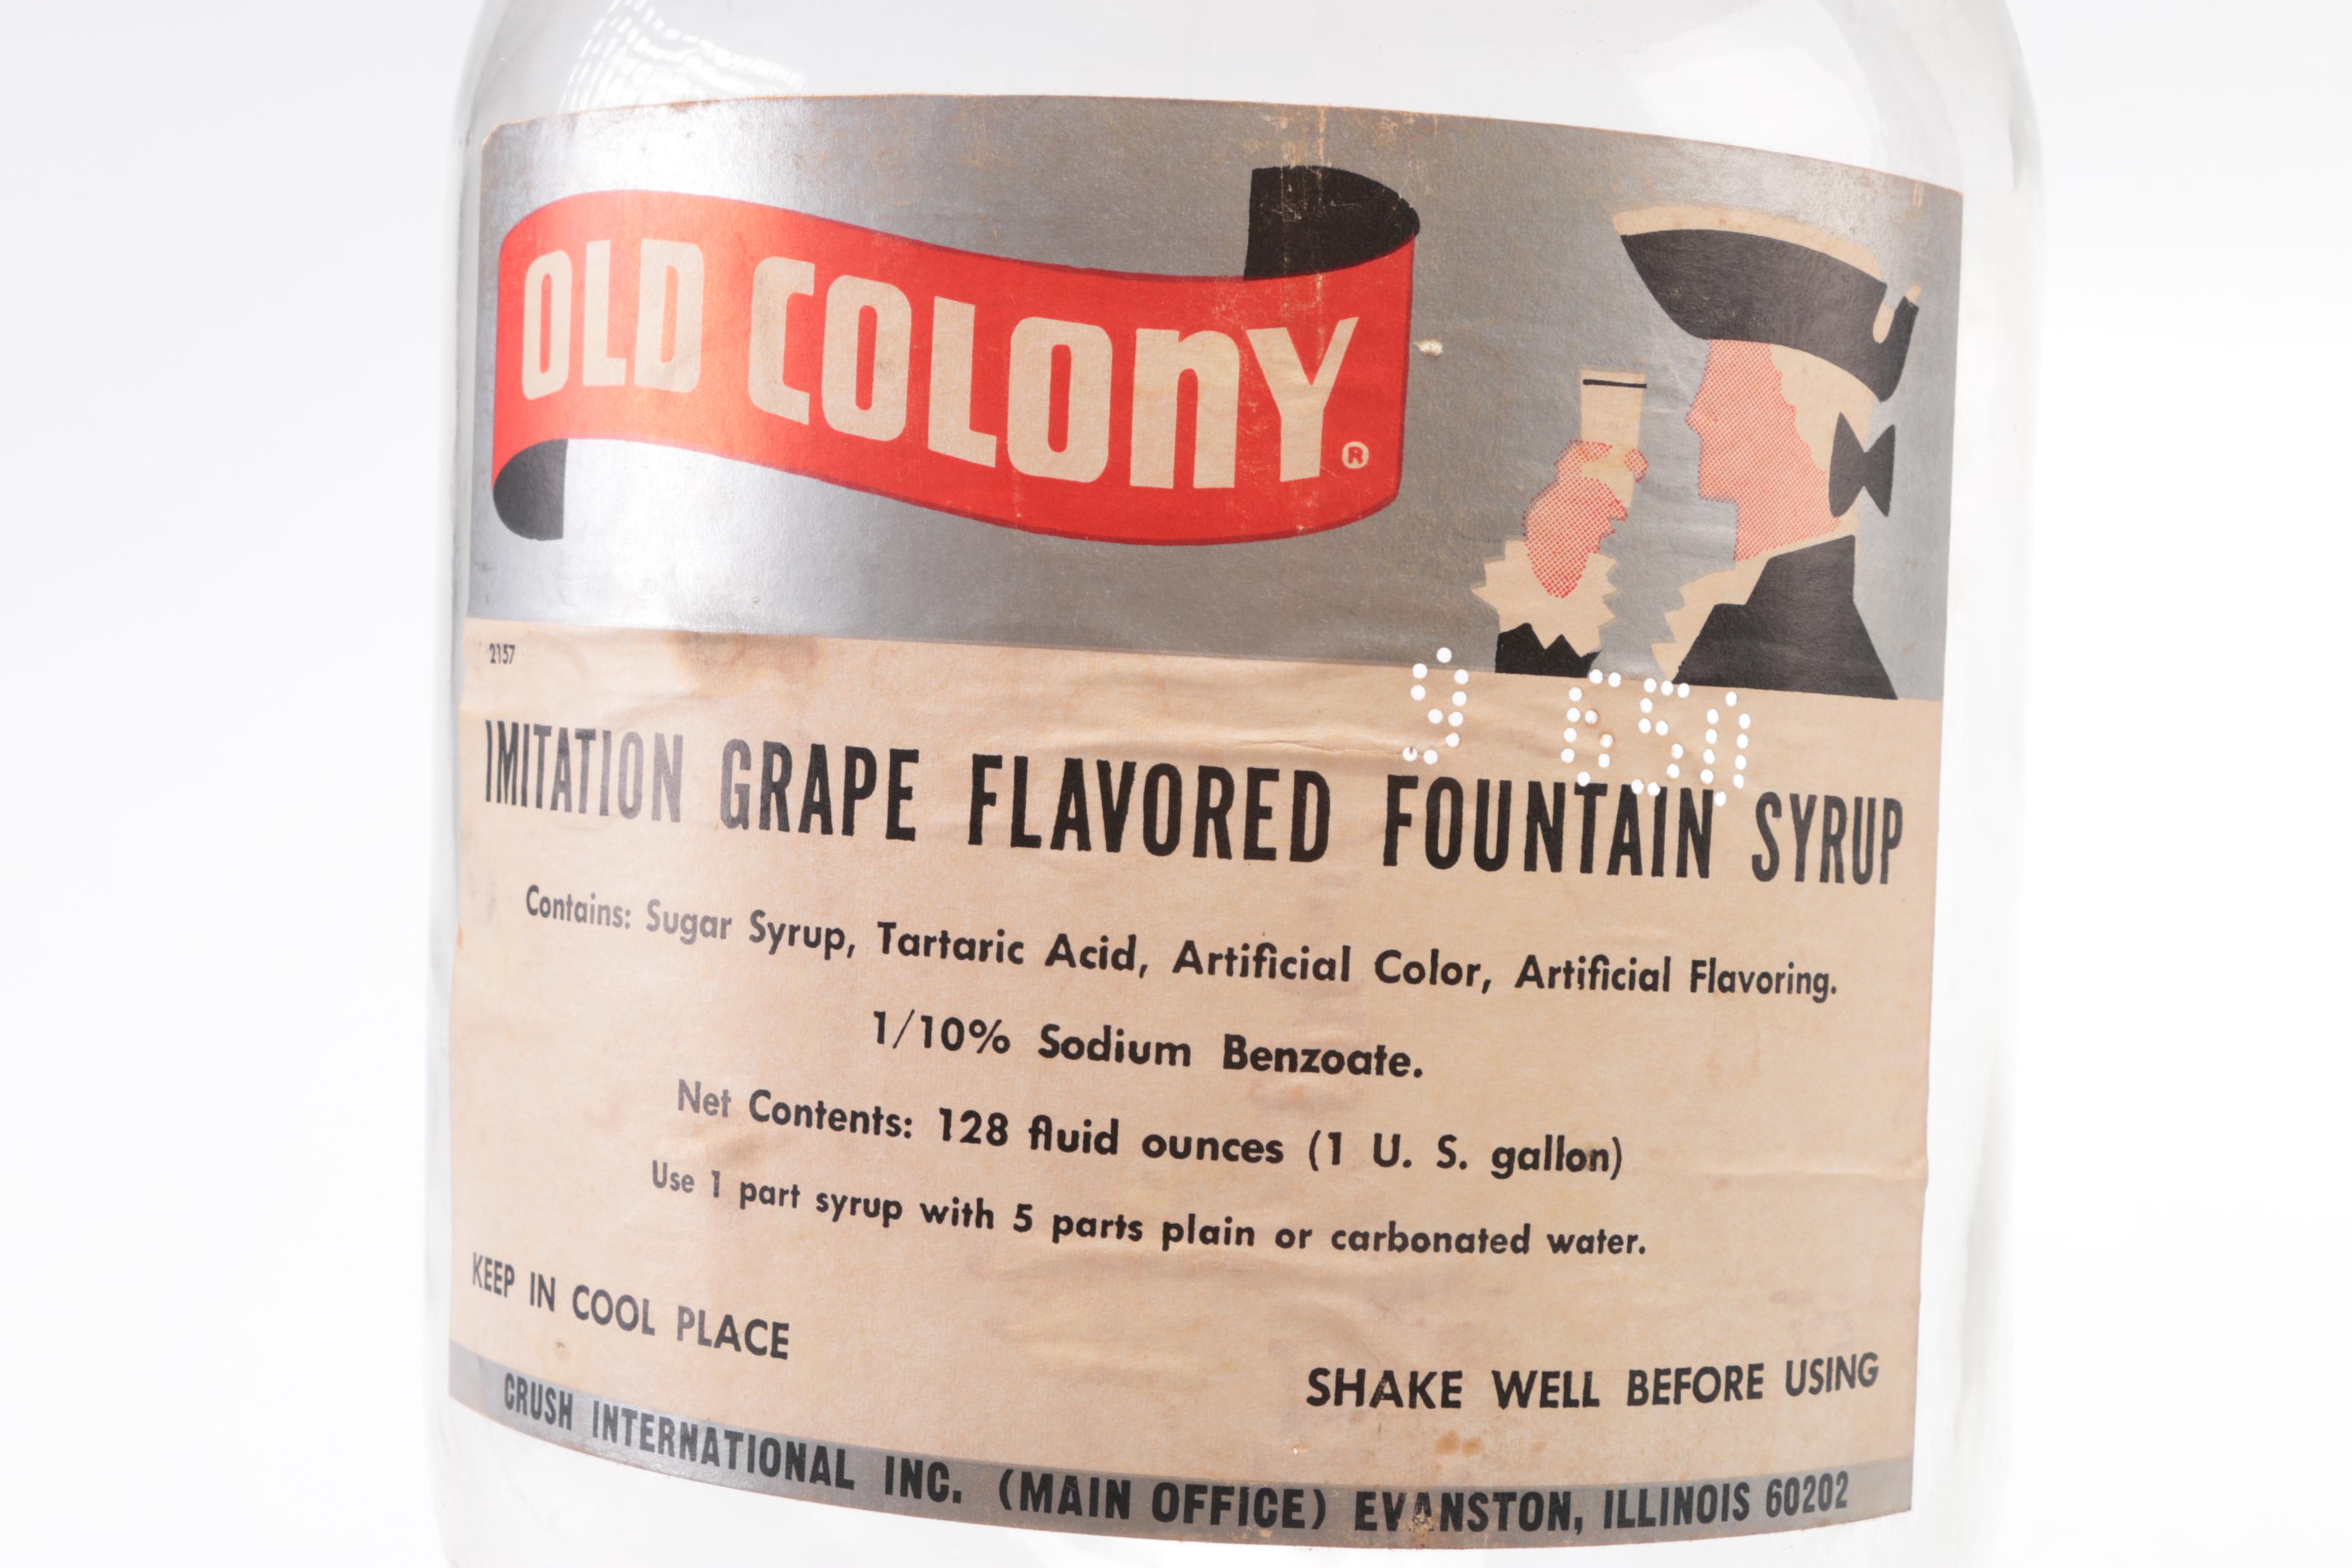 OLD COLONY®
2157
9 650
IMITATION GRAPE FLAVORED FOUNTAIN SYRUP
Contains: Sugar Syrup, Tartaric Acid, Artificial Color, Artificial Flavoring.
1/10% Sodium Benzoate.
Net Contents: 128 fluid ounces (1 U. S. gallon)
Use 1 part syrup with 5 parts plain or carbonated water.
KEEP IN COOL PLACE
SHAKE WELL BEFORE USING
CRUSH INTERNATIONAL INC. (MAIN OFFICE) EVANSTON, ILLINOIS 60202